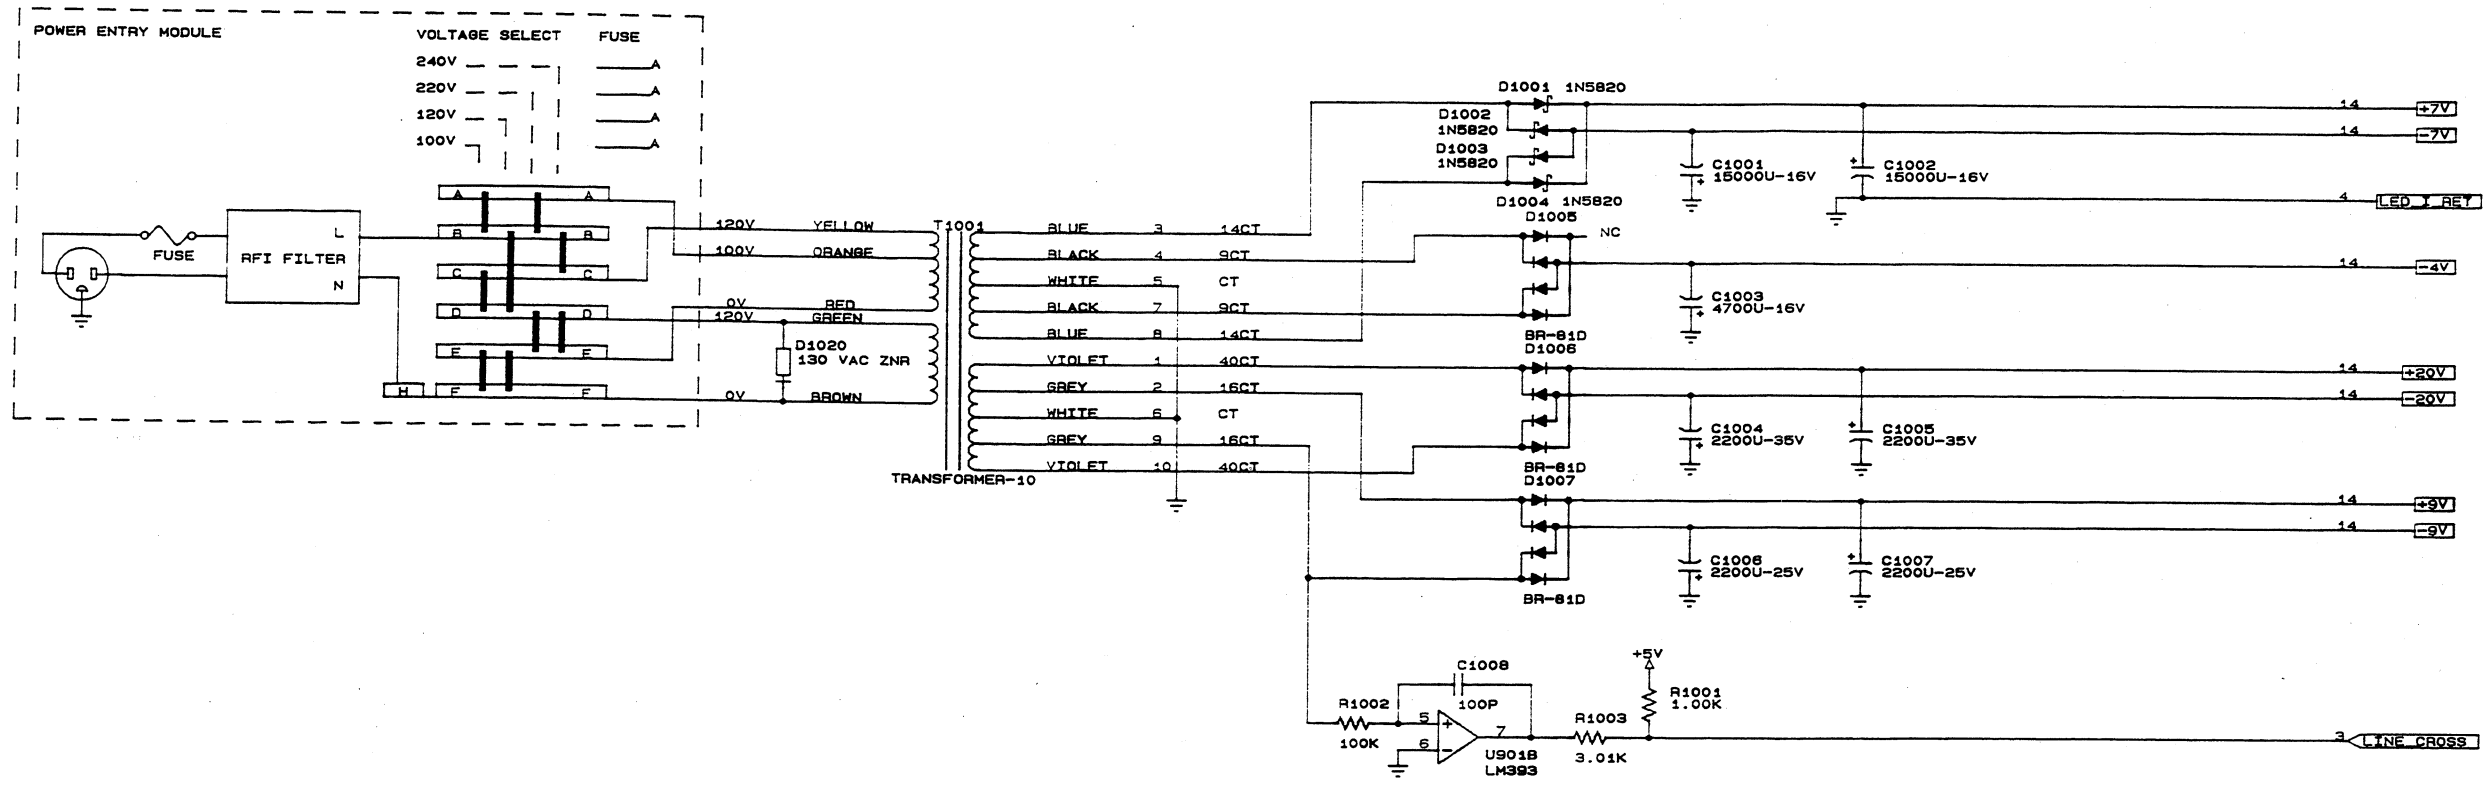 POWER ENTRY MODULE
VOLTAGE SELECT
FUSE
240V
A
220V
A
120V
A
100V
A
A A
B B
C C
D D
E E
H F F
FUSE
RFI FILTER
L
N
120V YELLOW
100V ORANGE
0V RED
120V GREEN
D1020
130 VAC ZNR
0V BROWN
T1001
TRANSFORMER-10
BLUE 3 14CT
BLACK 4 9CT
WHITE 5 CT
BLACK 7 9CT
BLUE 8 14CT
VIOLET 1 40CT
GREY 2 16CT
WHITE 6 CT
GREY 9 16CT
VIOLET 10 40CT
D1001 1N5820
D1002
1N5820
D1003
1N5820
D1004 1N5820
D1005
NC
BR-81D
D1006
BR-81D
D1007
BR-81D
C1001
15000U-16V
C1002
15000U-16V
C1003
4700U-16V
C1004
2200U-35V
C1005
2200U-35V
C1006
2200U-25V
C1007
2200U-25V
14 +7V
14 -7V
4 LED_I_RET
14 -4V
14 +20V
14 -20V
14 +9V
14 -9V
C1008
100P
R1002
100K
5 +
6 -
7
U901B
LM393
R1003
3.01K
+5V
R1001
1.00K
3 LINE_CROSS